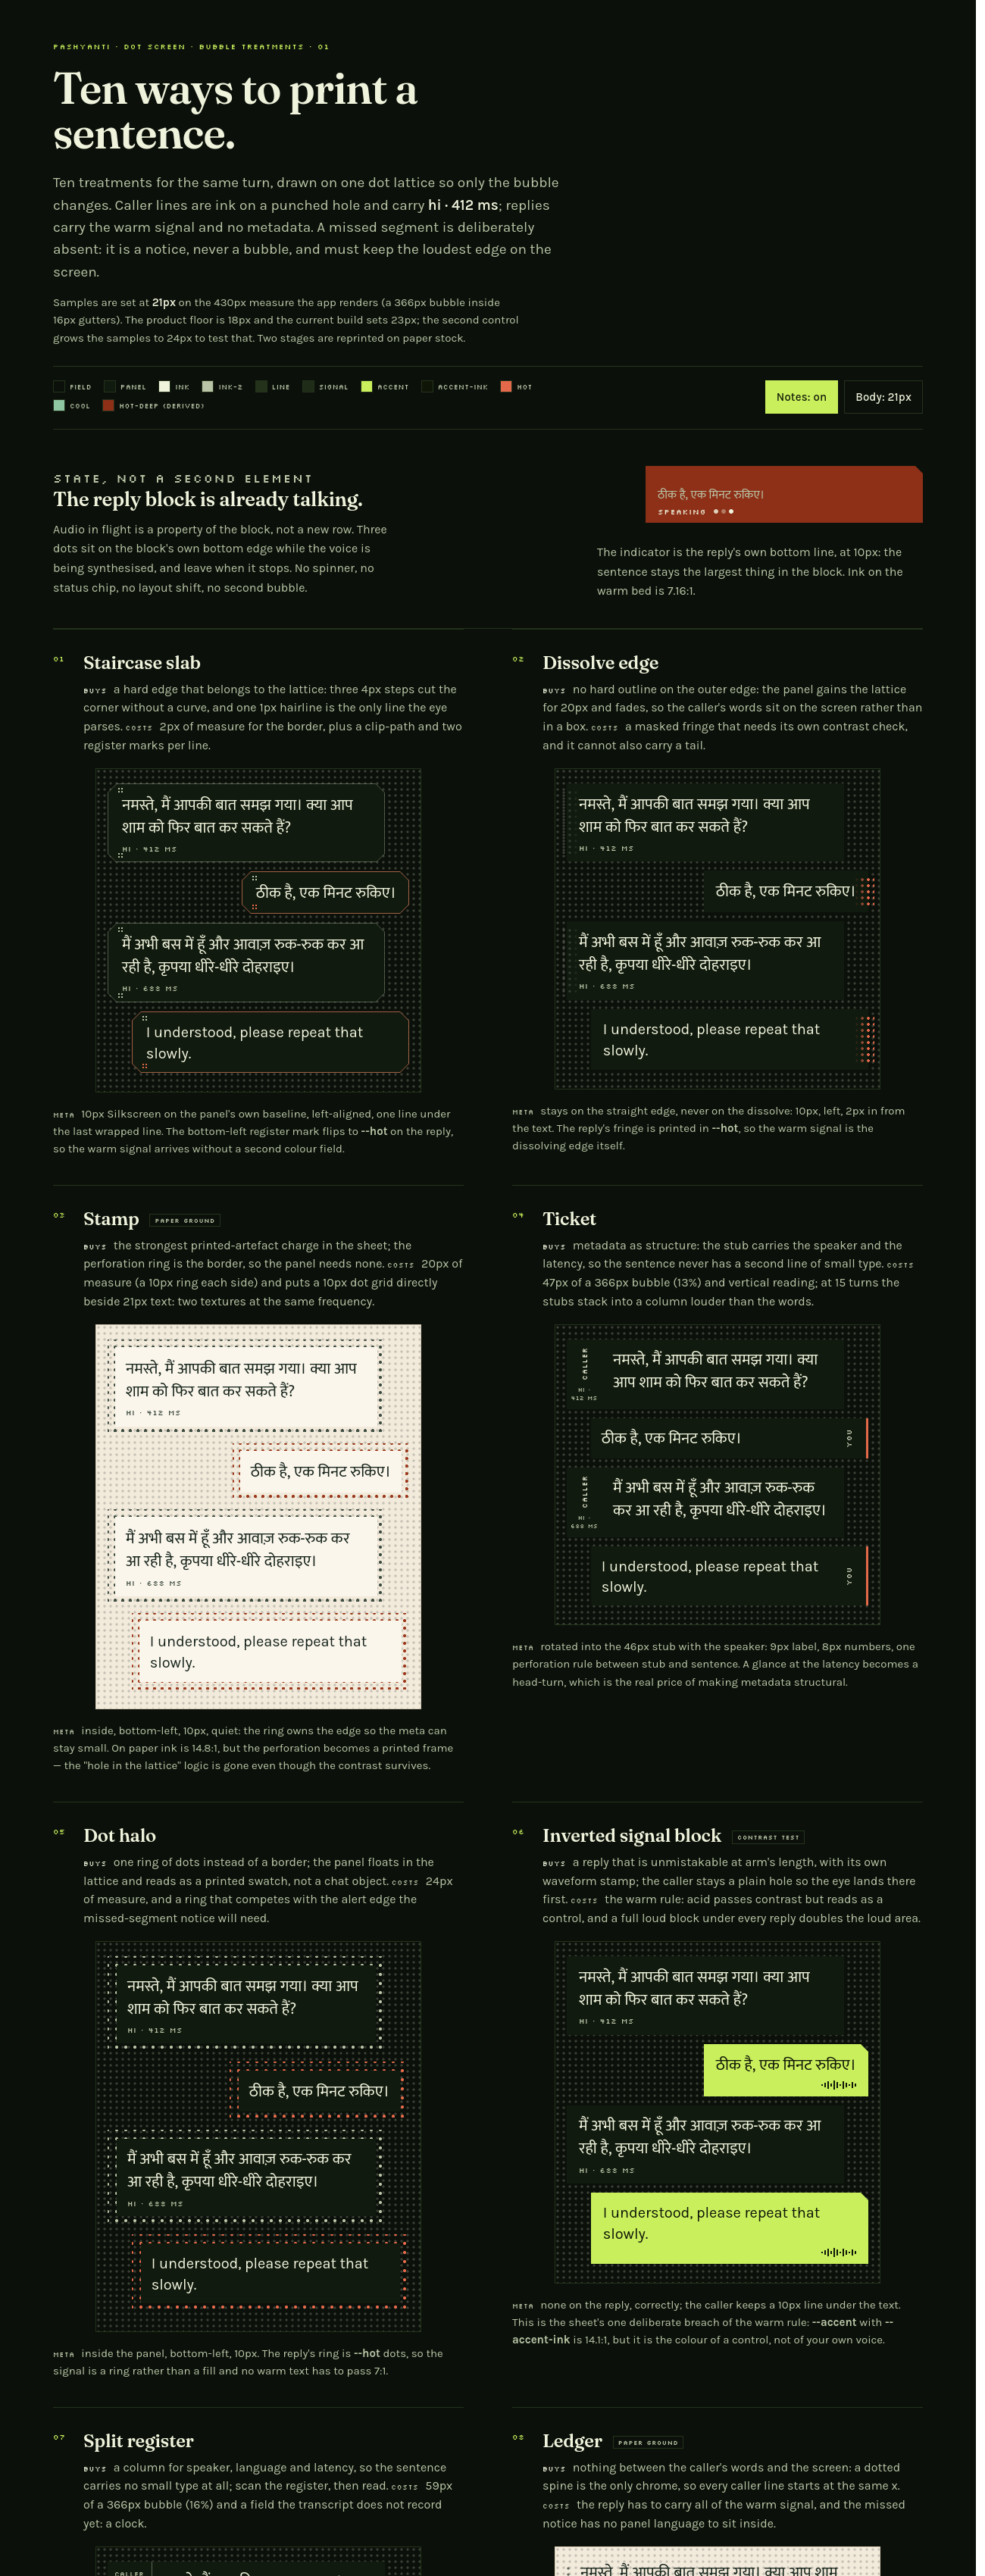 PASHYANTI · DOT SCREEN · BUBBLE TREATMENTS · 01
Ten ways to print a
sentence.
Ten treatments for the same turn, drawn on one dot lattice so only the bubble
changes. Caller lines are ink on a punched hole and carry hi · 412 ms; replies
carry the warm signal and no metadata. A missed segment is deliberately
absent: it is a notice, never a bubble, and must keep the loudest edge on the
screen.
Samples are set at 21px on the 430px measure the app renders (a 366px bubble inside
16px gutters). The product floor is 18px and the current build sets 23px; the second control
grows the samples to 24px to test that. Two stages are reprinted on paper stock.
FIELD PANEL INK INK-2 LINE SIGNAL ACCENT ACCENT-INK HOT
COOL HOT-DEEP (DERIVED)
Notes: on Body: 21px
STATE, NOT A SECOND ELEMENT
The reply block is already talking.
Audio in flight is a property of the block, not a new row. Three
dots sit on the block's own bottom edge while the voice is
being synthesised, and leave when it stops. No spinner, no
status chip, no layout shift, no second bubble.
ठीक है, एक मिनट रुकिए।
SPEAKING
The indicator is the reply's own bottom line, at 10px: the
sentence stays the largest thing in the block. Ink on the
warm bed is 7.16:1.
01 Staircase slab
BUYS a hard edge that belongs to the lattice: three 4px steps cut the
corner without a curve, and one 1px hairline is the only line the eye
parses. COSTS 2px of measure for the border, plus a clip-path and two
register marks per line.
नमस्ते, मैं आपकी बात समझ गया। क्या आप
शाम को फिर बात कर सकते हैं?
HI · 412 MS
ठीक है, एक मिनट रुकिए।
मैं अभी बस में हूँ और आवाज़ रुक-रुक कर आ
रही है, कृपया धीरे-धीरे दोहराइए।
HI · 688 MS
I understood, please repeat that
slowly.
META 10px Silkscreen on the panel's own baseline, left-aligned, one line under
the last wrapped line. The bottom-left register mark flips to --hot on the reply,
so the warm signal arrives without a second colour field.
02 Dissolve edge
BUYS no hard outline on the outer edge: the panel gains the lattice
for 20px and fades, so the caller's words sit on the screen rather than
in a box. COSTS a masked fringe that needs its own contrast check,
and it cannot also carry a tail.
नमस्ते, मैं आपकी बात समझ गया। क्या आप
शाम को फिर बात कर सकते हैं?
HI · 412 MS
ठीक है, एक मिनट रुकिए।
मैं अभी बस में हूँ और आवाज़ रुक-रुक कर आ
रही है, कृपया धीरे-धीरे दोहराइए।
HI · 688 MS
I understood, please repeat that
slowly.
META stays on the straight edge, never on the dissolve: 10px, left, 2px in from
the text. The reply's fringe is printed in --hot, so the warm signal is the
dissolving edge itself.
03 Stamp PAPER GROUND
BUYS the strongest printed-artefact charge in the sheet; the
perforation ring is the border, so the panel needs none. COSTS 20px of
measure (a 10px ring each side) and puts a 10px dot grid directly
beside 21px text: two textures at the same frequency.
नमस्ते, मैं आपकी बात समझ गया। क्या आप
शाम को फिर बात कर सकते हैं?
HI · 412 MS
ठीक है, एक मिनट रुकिए।
मैं अभी बस में हूँ और आवाज़ रुक-रुक कर
आ रही है, कृपया धीरे-धीरे दोहराइए।
HI · 688 MS
I understood, please repeat that
slowly.
META inside, bottom-left, 10px, quiet: the ring owns the edge so the meta can
stay small. On paper ink is 14.8:1, but the perforation becomes a printed frame
— the "hole in the lattice" logic is gone even though the contrast survives.
04 Ticket
BUYS metadata as structure: the stub carries the speaker and the
latency, so the sentence never has a second line of small type. COSTS
47px of a 366px bubble (13%) and vertical reading; at 15 turns the
stubs stack into a column louder than the words.
CALLER
HI ·
412 MS
नमस्ते, मैं आपकी बात समझ गया। क्या
आप शाम को फिर बात कर सकते हैं?
ठीक है, एक मिनट रुकिए।
YOU
CALLER
HI ·
688 MS
मैं अभी बस में हूँ और आवाज़ रुक-रुक
कर आ रही है, कृपया धीरे-धीरे दोहराइए।
I understood, please repeat that
slowly.
YOU
META rotated into the 46px stub with the speaker: 9px label, 8px numbers, one
perforation rule between stub and sentence. A glance at the latency becomes a
head-turn, which is the real price of making metadata structural.
05 Dot halo
BUYS one ring of dots instead of a border; the panel floats in the
lattice and reads as a printed swatch, not a chat object. COSTS 24px
of measure, and a ring that competes with the alert edge the
missed-segment notice will need.
नमस्ते, मैं आपकी बात समझ गया। क्या आप
शाम को फिर बात कर सकते हैं?
HI · 412 MS
ठीक है, एक मिनट रुकिए।
मैं अभी बस में हूँ और आवाज़ रुक-रुक कर
आ रही है, कृपया धीरे-धीरे दोहराइए।
HI · 688 MS
I understood, please repeat that
slowly.
META inside the panel, bottom-left, 10px. The reply's ring is --hot dots, so the
signal is a ring rather than a fill and no warm text has to pass 7:1.
06 Inverted signal block CONTRAST TEST
BUYS a reply that is unmistakable at arm's length, with its own
waveform stamp; the caller stays a plain hole so the eye lands there
first. COSTS the warm rule: acid passes contrast but reads as a
control, and a full loud block under every reply doubles the loud area.
नमस्ते, मैं आपकी बात समझ गया। क्या आप
शाम को फिर बात कर सकते हैं?
HI · 412 MS
ठीक है, एक मिनट रुकिए।
मैं अभी बस में हूँ और आवाज़ रुक-रुक कर आ
रही है, कृपया धीरे-धीरे दोहराइए।
HI · 688 MS
I understood, please repeat that
slowly.
META none on the reply, correctly; the caller keeps a 10px line under the text.
This is the sheet's one deliberate breach of the warm rule: --accent with --
accent-ink is 14.1:1, but it is the colour of a control, not of your own voice.
07 Split register
BUYS a column for speaker, language and latency, so the sentence
carries no small type at all; scan the register, then read. COSTS 59px
of a 366px bubble (16%) and a field the transcript does not record
yet: a clock.
CALLER
08 Ledger PAPER GROUND
BUYS nothing between the caller's words and the screen: a dotted
spine is the only chrome, so every caller line starts at the same x.
COSTS the reply has to carry all of the warm signal, and the missed
notice has no panel language to sit inside.
नमस्ते, मैं आपकी बात समझ गया। क्या आप शाम